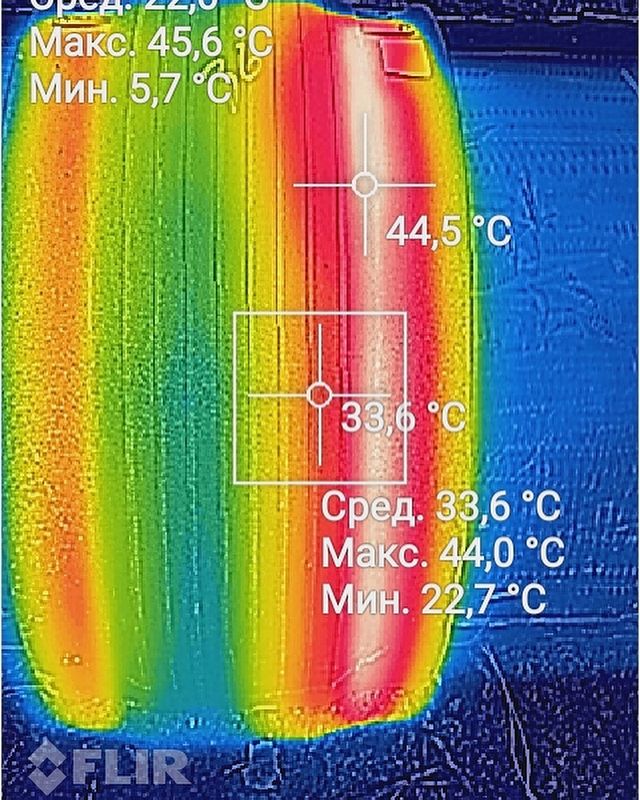 Сред. 22,6 °C
Макс. 45,6 °C
Мин. 5,7 °C
44,5 °C
33,6 °C
Сред. 33,6 °C
Макс. 44,0 °C
Мин. 22,7 °C
FLIR